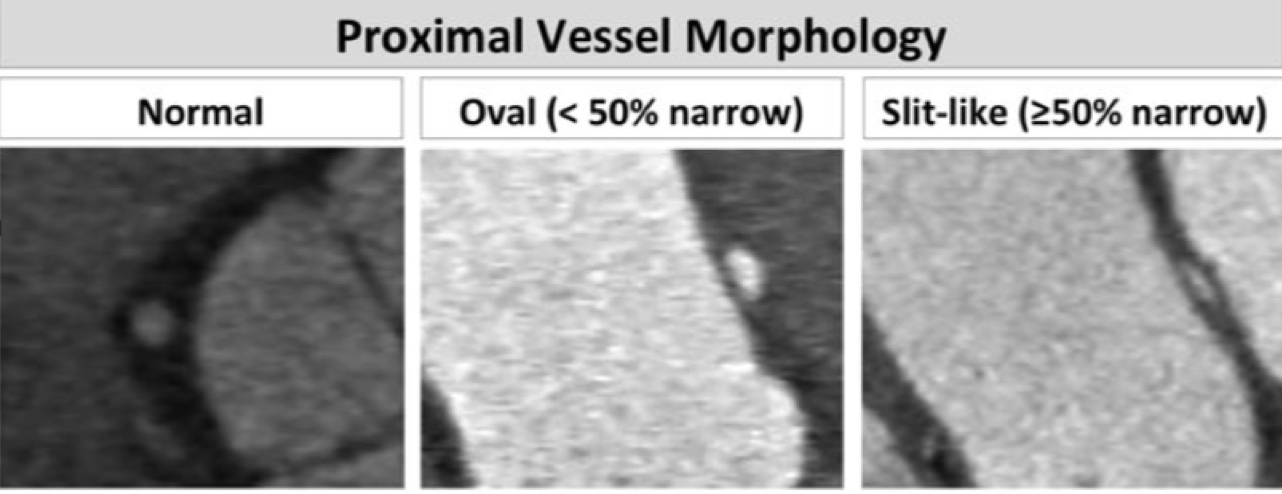 Proximal Vessel Morphology
Normal
Oval (< 50% narrow)
Slit-like (≥50% narrow)